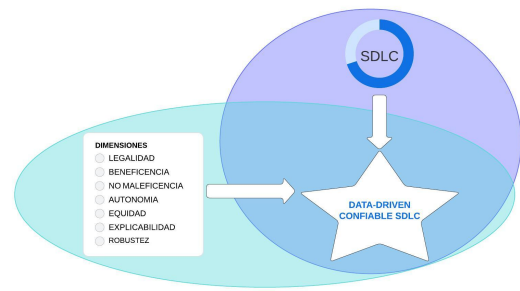 SDLC
DIMENSIONES
LEGALIDAD
BENEFICENCIA
NO MALEFICENCIA
AUTONOMIA
EQUIDAD
EXPLICABILIDAD
ROBUSTEZ
DATA-DRIVEN
CONFIABLE SDLC